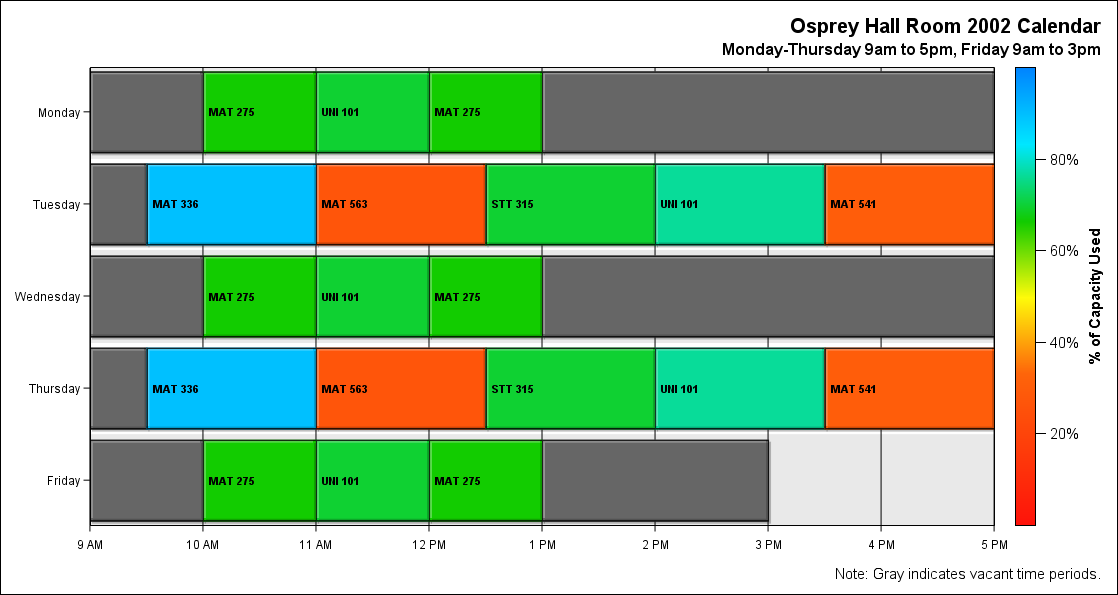 Osprey Hall Room 2002 Calendar
Monday-Thursday 9am to 5pm, Friday 9am to 3pm
Monday MAT 275 UNI 101 MAT 275
Tuesday MAT 336 MAT 563 STT 315 UNI 101 MAT 541
Wednesday MAT 275 UNI 101 MAT 275
Thursday MAT 336 MAT 563 STT 315 UNI 101 MAT 541
Friday MAT 275 UNI 101 MAT 275
9 AM 10 AM 11 AM 12 PM 1 PM 2 PM 3 PM 4 PM 5 PM
80%
60%
40%
20%
% of Capacity Used
Note: Gray indicates vacant time periods.